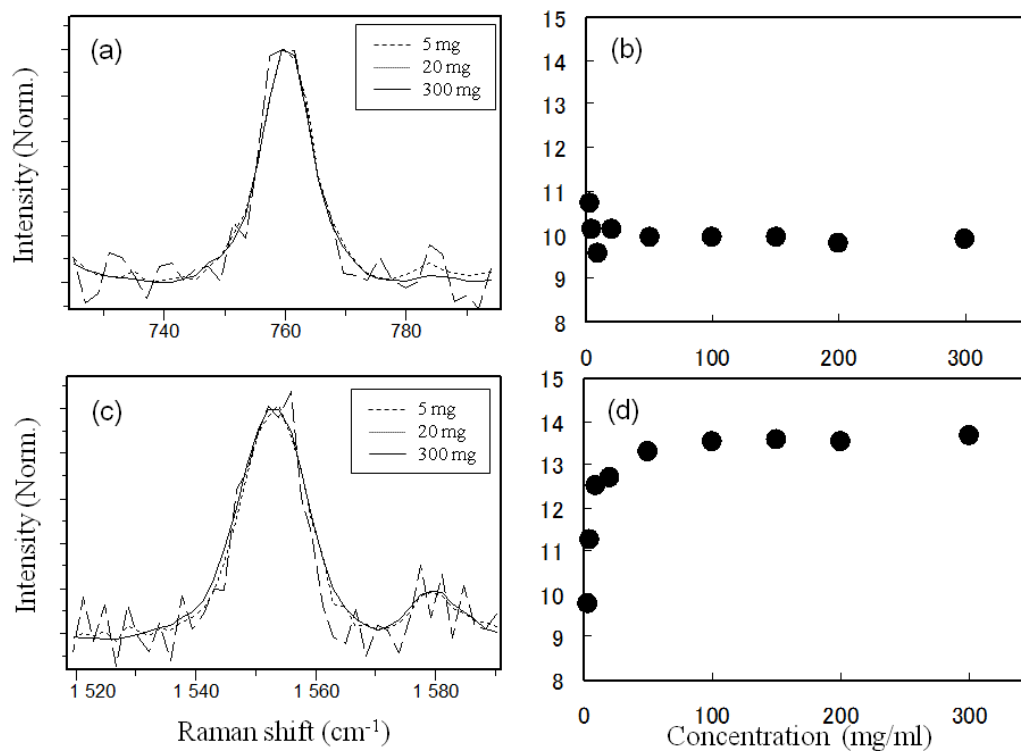 (a)
5 mg
20 mg
300 mg
Intensity (Norm.)
740 760 780
(b)
15
14
13
12
11
10
9
8
0 100 200 300
(c)
5 mg
20 mg
300 mg
Intensity (Norm.)
1 520 1 540 1 560 1 580
Raman shift (cm-1)
(d)
15
14
13
12
11
10
9
8
0 100 200 300
Concentration (mg/ml)